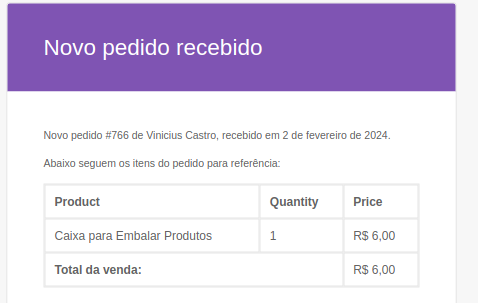 Novo pedido recebido
Novo pedido #766 de Vinicius Castro, recebido em 2 de fevereiro de 2024.
Abaixo seguem os itens do pedido para referência:
Product Quantity Price
Caixa para Embalar Produtos 1 R$ 6,00
Total da venda: R$ 6,00